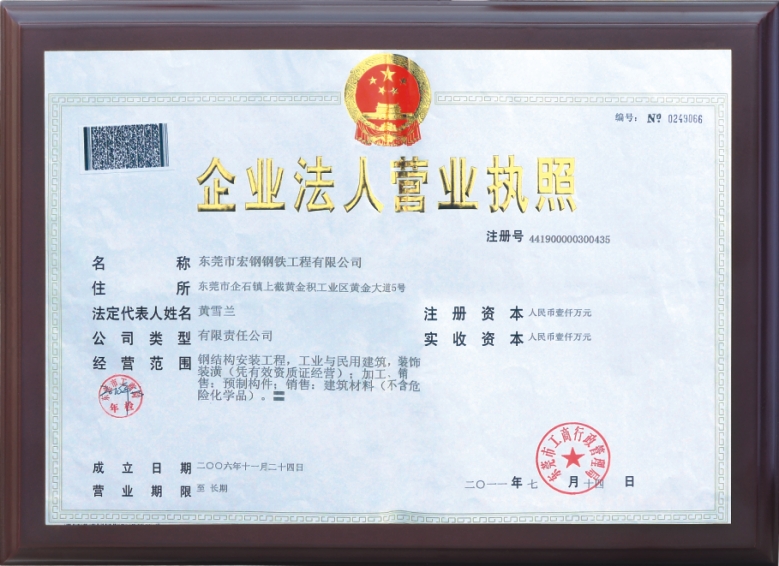 编号: Nº 0249066
企业法人营业执照
注册号 441900000300435
名称 东莞市宏钢钢铁工程有限公司
住所 东莞市企石镇上截黄金积工业区黄金大道5号
法定代表人姓名 黄雪兰
注册资本 人民币壹仟万元
公司类型 有限责任公司
实收资本 人民币壹仟万元
经营范围 钢结构安装工程，工业与民用建筑，装饰
装潢（凭有效资质证经营）；加工、销
售：预制构件；销售：建筑材料（不含危
险化学品）。
年检
东莞市工商行政管理局
成立日期 二〇〇六年十一月二十四日
营业期限 至 长期
二〇一一年七月十四日